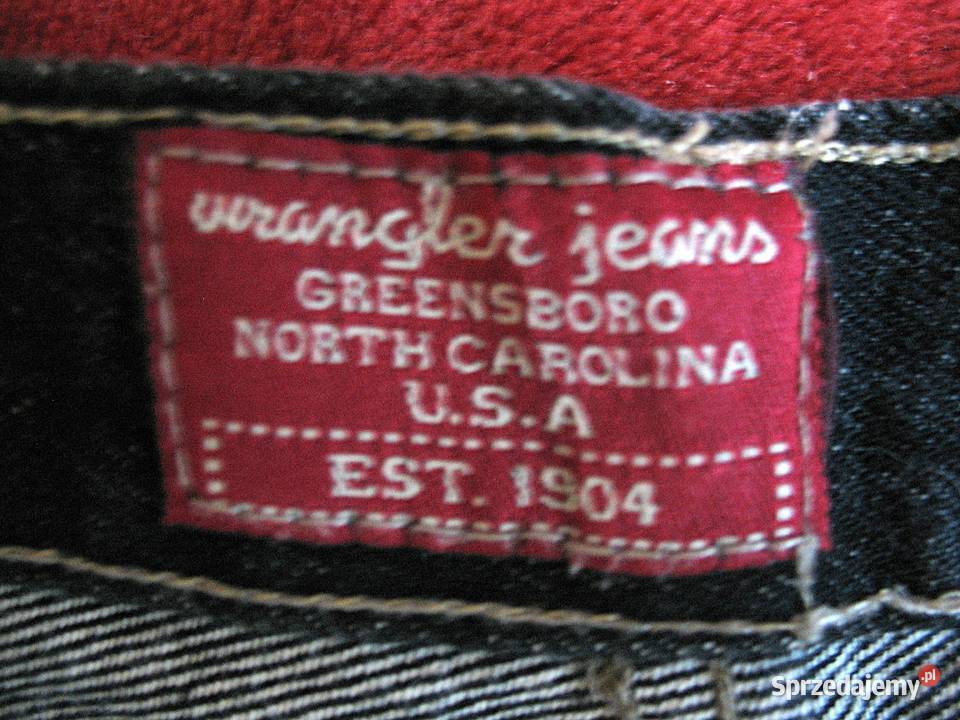 wrangler jeans
GREENSBORO
NORTH CAROLINA
U.S.A
EST. 1904
Sprzedajemy.pl